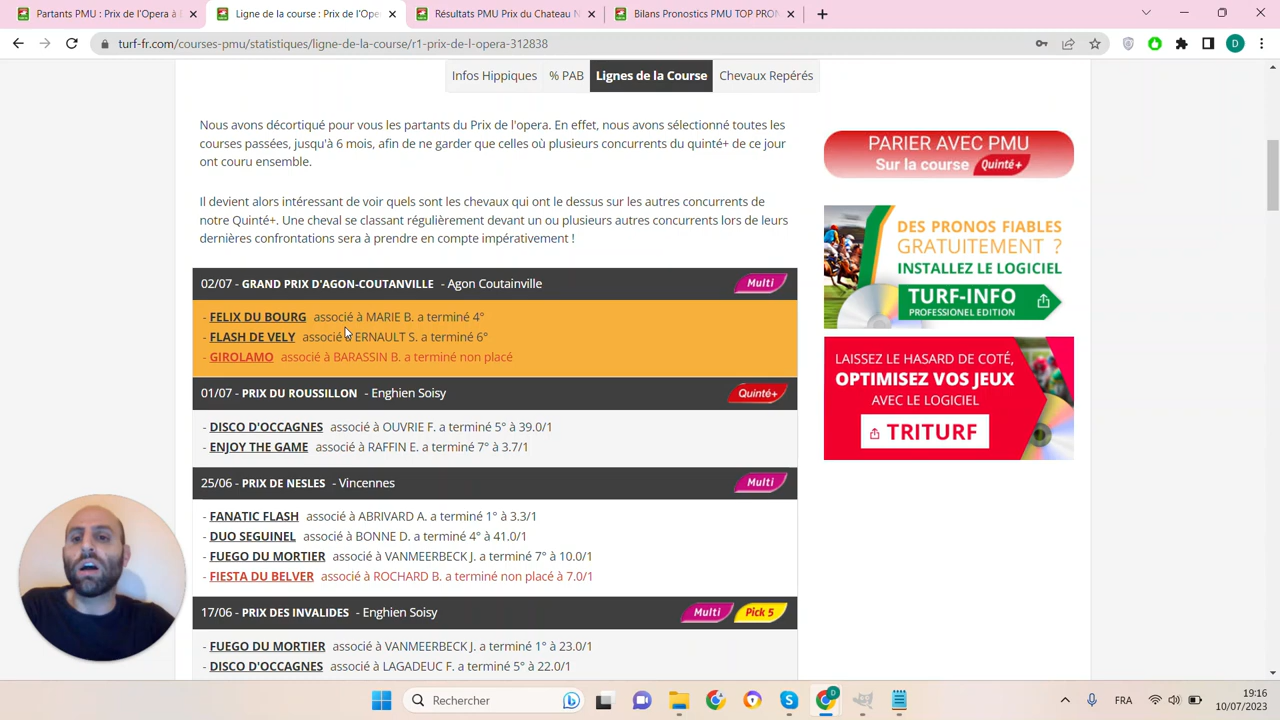 Partants PMU : Prix de l'Opera à l
Ligne de la course : Prix de l'Ope
Résultats PMU Prix du Chateau N
Bilans Pronostics PMU TOP PRON
turf-fr.com/courses-pmu/statistiques/ligne-de-la-course/r1-prix-de-l-opera-312838
D
Infos Hippiques % PAB Lignes de la Course Chevaux Repérés
Nous avons décortiqué pour vous les partants du Prix de l'opera. En effet, nous avons sélectionné toutes les
courses passées, jusqu'à 6 mois, afin de ne garder que celles où plusieurs concurrents du quinté+ de ce jour
ont couru ensemble.
Il devient alors intéressant de voir quels sont les chevaux qui ont le dessus sur les autres concurrents de
notre Quinté+. Une cheval se classant régulièrement devant un ou plusieurs autres concurrents lors de leurs
dernières confrontations sera à prendre en compte impérativement !
02/07 - GRAND PRIX D'AGON-COUTANVILLE - Agon Coutainville Multi
- FELIX DU BOURG associé à MARIE B. a terminé 4°
- FLASH DE VELY associé à ERNAULT S. a terminé 6°
- GIROLAMO associé à BARASSIN B. a terminé non placé
01/07 - PRIX DU ROUSSILLON - Enghien Soisy Quinté+
- DISCO D'OCCAGNES associé à OUVRIE F. a terminé 5° à 39.0/1
- ENJOY THE GAME associé à RAFFIN E. a terminé 7° à 3.7/1
25/06 - PRIX DE NESLES - Vincennes Multi
- FANATIC FLASH associé à ABRIVARD A. a terminé 1° à 3.3/1
- DUO SEGUINEL associé à BONNE D. a terminé 4° à 41.0/1
- FUEGO DU MORTIER associé à VANMEERBECK J. a terminé 7° à 10.0/1
- FIESTA DU BELVER associé à ROCHARD B. a terminé non placé à 7.0/1
17/06 - PRIX DES INVALIDES - Enghien Soisy Multi Pick 5
- FUEGO DU MORTIER associé à VANMEERBECK J. a terminé 1° à 23.0/1
- DISCO D'OCCAGNES associé à LAGADEUC F. a terminé 5° à 22.0/1
PARIER AVEC PMU
Sur la course Quinté+
DES PRONOS FIABLES
GRATUITEMENT ?
INSTALLEZ LE LOGICIEL
TURF-INFO
PROFESIONEL EDITION
LAISSEZ LE HASARD DE COTÉ,
OPTIMISEZ VOS JEUX
AVEC LE LOGICIEL
TRITURF
Rechercher
D
FRA
19:16
10/07/2023